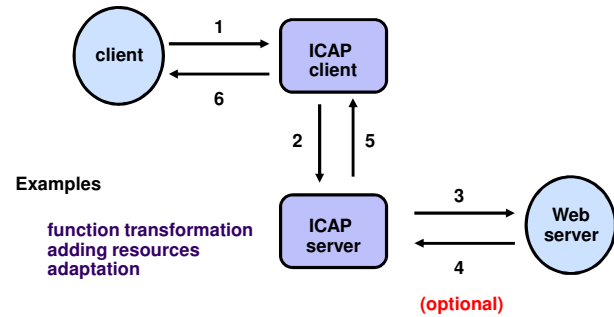 1
client
ICAP
client
6
2
5
Examples
function transformation
adding resources
adaptation
ICAP
server
3
Web
server
4
(optional)